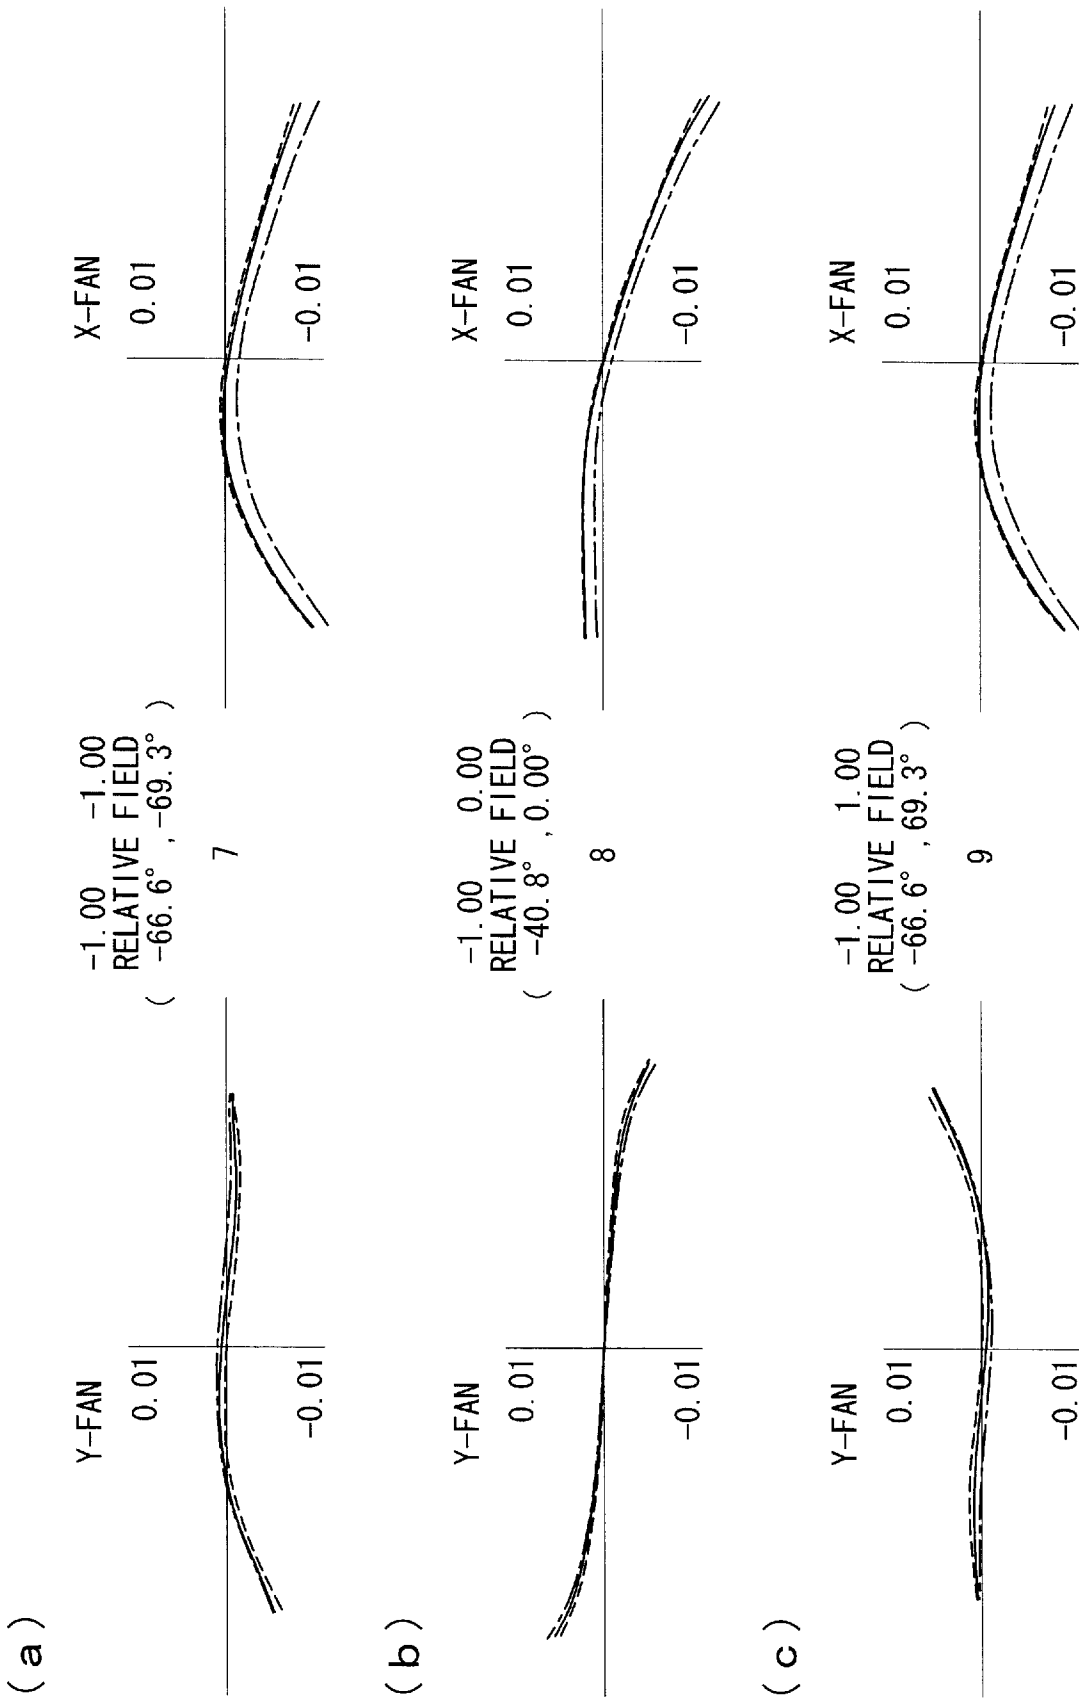 (a)
Y-FAN
0.01
-0.01
-1.00 -1.00
RELATIVE FIELD
( -66.6° , -69.3° )
7
X-FAN
0.01
-0.01
(b)
Y-FAN
0.01
-0.01
-1.00 0.00
RELATIVE FIELD
( -40.8° , 0.00° )
8
X-FAN
0.01
-0.01
(c)
Y-FAN
0.01
-0.01
-1.00 1.00
RELATIVE FIELD
( -66.6° , 69.3° )
9
X-FAN
0.01
-0.01